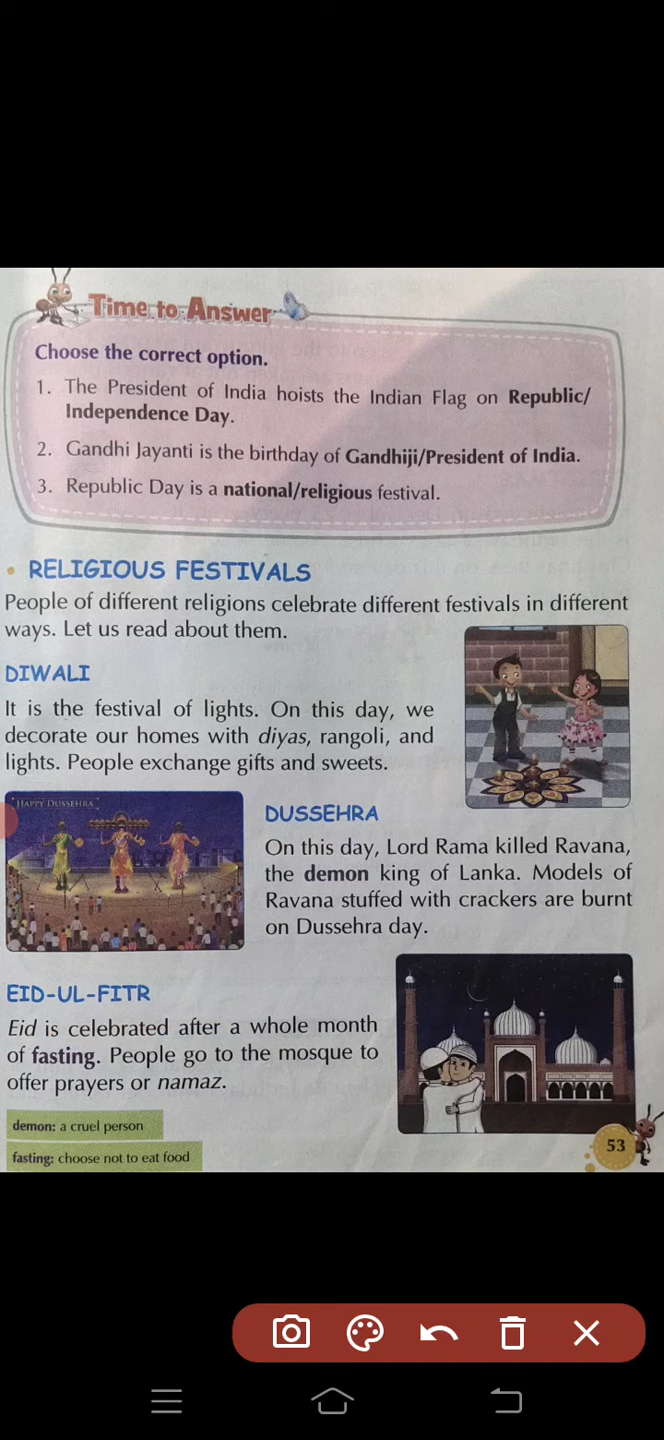 Time to Answer
Choose the correct option.
1. The President of India hoists the Indian Flag on Republic/
Independence Day.
2. Gandhi Jayanti is the birthday of Gandhiji/President of India.
3. Republic Day is a national/religious festival.
• RELIGIOUS FESTIVALS
People of different religions celebrate different festivals in different
ways. Let us read about them.
DIWALI
It is the festival of lights. On this day, we
decorate our homes with diyas, rangoli, and
lights. People exchange gifts and sweets.
HAPPY DUSSEHRA
DUSSEHRA
On this day, Lord Rama killed Ravana,
the demon king of Lanka. Models of
Ravana stuffed with crackers are burnt
on Dussehra day.
EID-UL-FITR
Eid is celebrated after a whole month
of fasting. People go to the mosque to
offer prayers or namaz.
demon: a cruel person
fasting: choose not to eat food
53